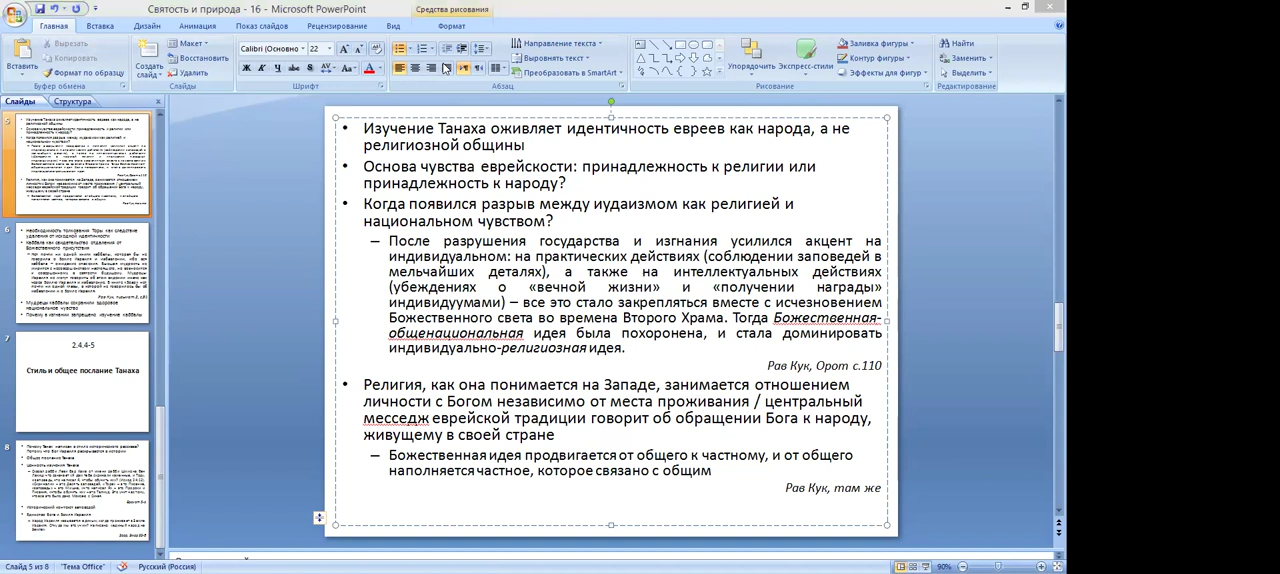 Святость и природа - 16 - Microsoft PowerPoint
Средства рисования
Главная Вставка Дизайн Анимация Показ слайдов Рецензирование Вид Формат
Вставить
Вырезать
Копировать
Формат по образцу
Буфер обмена
Создать слайд
Макет
Восстановить
Удалить
Слайды
Calibri (Основно 22
Шрифт
Направление текста
Выровнять текст
Преобразовать в SmartArt
Абзац
Упорядочить
Экспресс-стили
Заливка фигуры
Контур фигуры
Эффекты для фигур
Рисование
Найти
Заменить
Выделить
Редактирование
Слайды Структура
5
6
7
2.4.4-5
Стиль и общее послание Танаха
8
• Изучение Танаха оживляет идентичность евреев как народа, а не
религиозной общины
• Основа чувства еврейскости: принадлежность к религии или
принадлежность к народу?
• Когда появился разрыв между иудаизмом как религией и
национальном чувством?
– После разрушения государства и изгнания усилился акцент на
индивидуальном: на практических действиях (соблюдении заповедей в
мельчайших деталях), а также на интеллектуальных действиях
(убеждениях о «вечной жизни» и «получении награды»
индивидуумами) – все это стало закрепляться вместе с исчезновением
Божественного света во времена Второго Храма. Тогда Божественная-
общенациональная идея была похоронена, и стала доминировать
индивидуально-религиозная идея.
Рав Кук, Орот с.110
• Религия, как она понимается на Западе, занимается отношением
личности с Богом независимо от места проживания / центральный
месседж еврейской традиции говорит об обращении Бога к народу,
живущему в своей стране
– Божественная идея продвигается от общего к частному, и от общего
наполняется частное, которое связано с общим
Рав Кук, там же
Слайд 5 из 8 "Тема Office" Русский (Россия) 90%